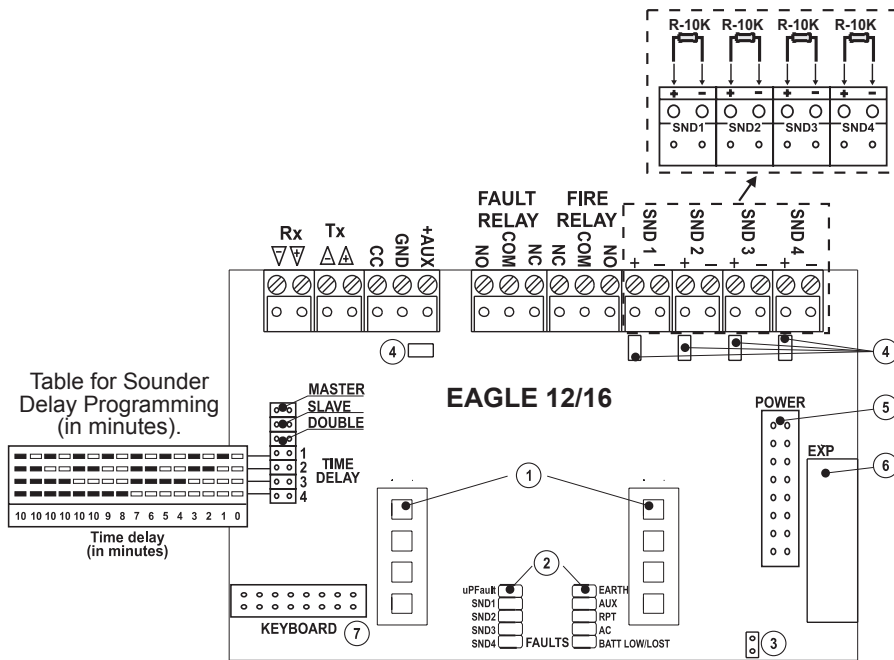 R-10K R-10K R-10K R-10K
+ − + − + − + −
SND1 SND2 SND3 SND4
FAULT RELAY
FIRE RELAY
SND 1 SND 2 SND 3 SND 4
Rx Tx
− + − +
CC GND +AUX
NO COM NC NC COM NO
+ − + − + − + −
4
4
Table for Sounder
Delay Programming
(in minutes).
MASTER
SLAVE
DOUBLE
EAGLE 12/16
POWER
5
EXP
6
1
2
3
4
TIME
DELAY
1
10 10 10 10 10 10 9 8 7 6 5 4 3 2 1 0
Time delay
(in minutes)
2
uPFault
SND1
SND2
SND3
SND4
FAULTS
EARTH
AUX
RPT
AC
BATT LOW/LOST
KEYBOARD
7
3